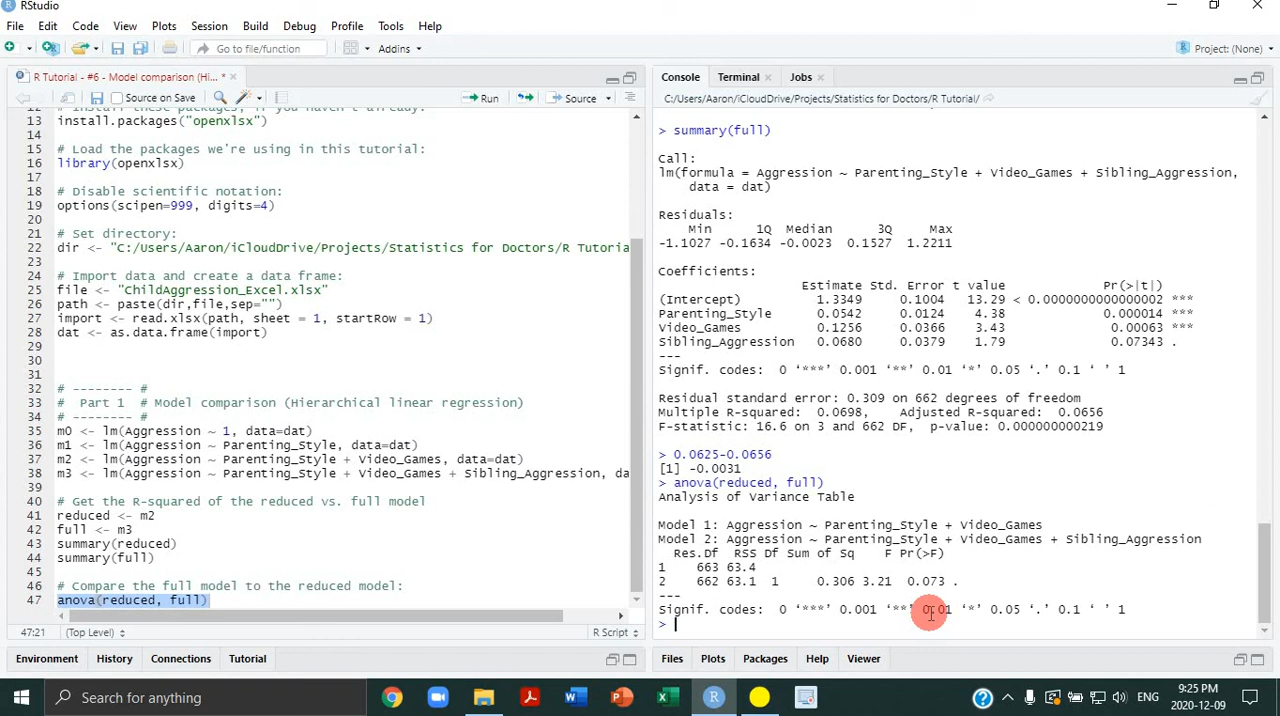 RStudio
File Edit Code View Plots Session Build Debug Profile Tools Help
Go to file/function Addins Project: (None)
R Tutorial - #6 - Model comparison (Hi... *
Source on Save Run Source
13 install.packages("openxlsx")
14
15 # Load the packages we're using in this tutorial:
16 library(openxlsx)
17
18 # Disable scientific notation:
19 options(scipen=999, digits=4)
20
21 # Set directory:
22 dir <- "C:/Users/Aaron/iCloudDrive/Projects/Statistics for Doctors/R Tutoria
23
24 # Import data and create a data frame:
25 file <- "ChildAggression_Excel.xlsx"
26 path <- paste(dir,file,sep="")
27 import <- read.xlsx(path, sheet = 1, startRow = 1)
28 dat <- as.data.frame(import)
29
30
31
32 # -------- #
33 # Part 1 # Model comparison (Hierarchical linear regression)
34 # -------- #
35 m0 <- lm(Aggression ~ 1, data=dat)
36 m1 <- lm(Aggression ~ Parenting_Style, data=dat)
37 m2 <- lm(Aggression ~ Parenting_Style + Video_Games, data=dat)
38 m3 <- lm(Aggression ~ Parenting_Style + Video_Games + Sibling_Aggression, da
39
40 # Get the R-squared of the reduced vs. full model
41 reduced <- m2
42 full <- m3
43 summary(reduced)
44 summary(full)
45
46 # Compare the full model to the reduced model:
47 anova(reduced, full)
47:21 (Top Level) R Script
Environment History Connections Tutorial
Console Terminal Jobs
C:/Users/Aaron/iCloudDrive/Projects/Statistics for Doctors/R Tutorial/
> summary(full)
Call:
lm(formula = Aggression ~ Parenting_Style + Video_Games + Sibling_Aggression,
data = dat)
Residuals:
Min 1Q Median 3Q Max
-1.1027 -0.1634 -0.0023 0.1527 1.2211
Coefficients:
Estimate Std. Error t value Pr(>|t|)
(Intercept) 1.3349 0.1004 13.29 < 0.0000000000000002 ***
Parenting_Style 0.0542 0.0124 4.38 0.000014 ***
Video_Games 0.1256 0.0366 3.43 0.00063 ***
Sibling_Aggression 0.0680 0.0379 1.79 0.07343 .
---
Signif. codes: 0 ‘***’ 0.001 ‘**’ 0.01 ‘*’ 0.05 ‘.’ 0.1 ‘ ’ 1
Residual standard error: 0.309 on 662 degrees of freedom
Multiple R-squared: 0.0698, Adjusted R-squared: 0.0656
F-statistic: 16.6 on 3 and 662 DF, p-value: 0.000000000219
> 0.0625-0.0656
[1] -0.0031
> anova(reduced, full)
Analysis of Variance Table
Model 1: Aggression ~ Parenting_Style + Video_Games
Model 2: Aggression ~ Parenting_Style + Video_Games + Sibling_Aggression
Res.Df RSS Df Sum of Sq F Pr(>F)
1 663 63.4
2 662 63.1 1 0.306 3.21 0.073 .
---
Signif. codes: 0 ‘***’ 0.001 ‘**’ 0.01 ‘*’ 0.05 ‘.’ 0.1 ‘ ’ 1
>
Files Plots Packages Help Viewer
Search for anything
ENG
9:25 PM
2020-12-09